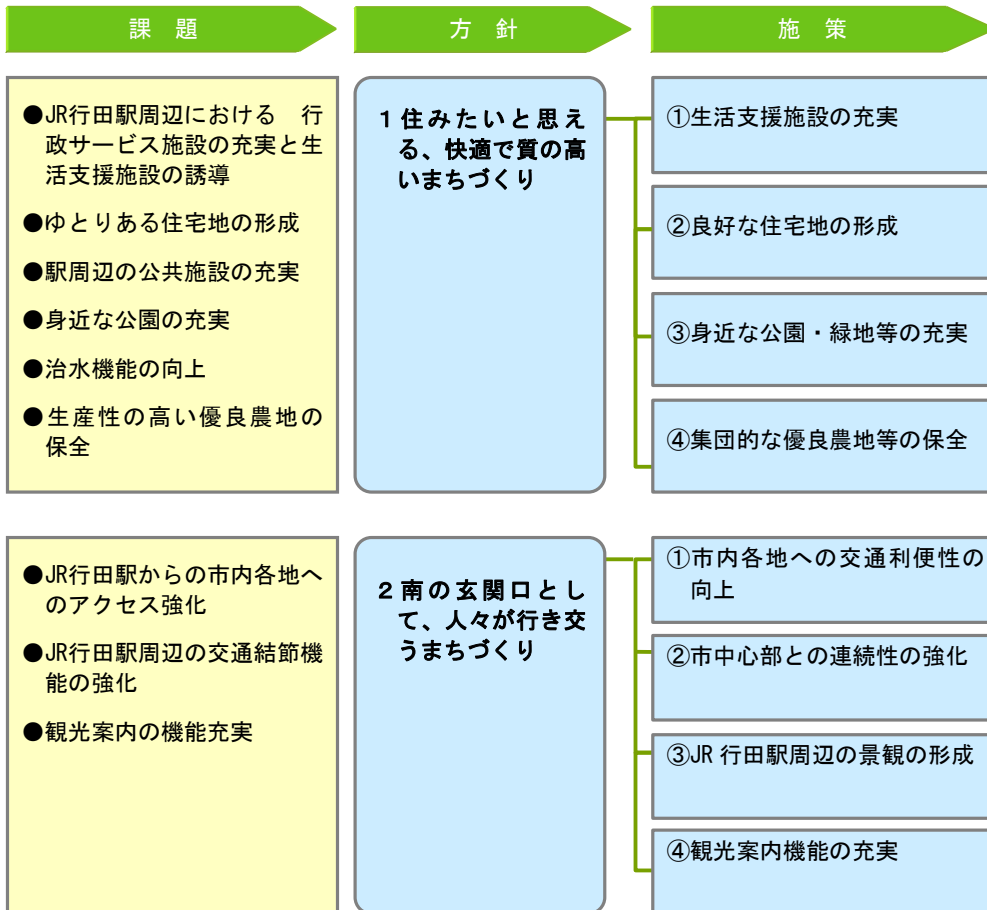 課 題
方 針
施 策
●JR行田駅周辺における　行
政サービス施設の充実と生
活支援施設の誘導
●ゆとりある住宅地の形成
●駅周辺の公共施設の充実
●身近な公園の充実
●治水機能の向上
●生産性の高い優良農地の
保全
1 住みたいと思え
る、快適で質の高
いまちづくり
①生活支援施設の充実
②良好な住宅地の形成
③身近な公園・緑地等の充実
④集団的な優良農地等の保全
●JR行田駅からの市内各地へ
のアクセス強化
●JR行田駅周辺の交通結節機
能の強化
●観光案内の機能充実
2 南の玄関口とし
て、人々が行き交
うまちづくり
①市内各地への交通利便性の
向上
②市中心部との連続性の強化
③JR 行田駅周辺の景観の形成
④観光案内機能の充実